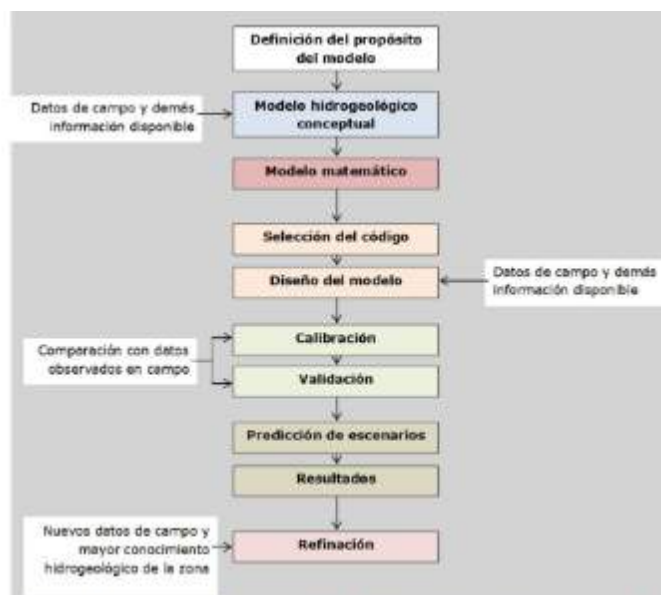 Definición del propósito
del modelo
Datos de campo y demás
información disponible
Modelo hidrogeológico
conceptual
Modelo matemático
Selección del código
Diseño del modelo
Datos de campo y demás
información disponible
Calibración
Comparación con datos
observados en campo
Validación
Predicción de escenarios
Resultados
Nuevos datos de campo y
mayor conocimiento
hidrogeológico de la zona
Refinación